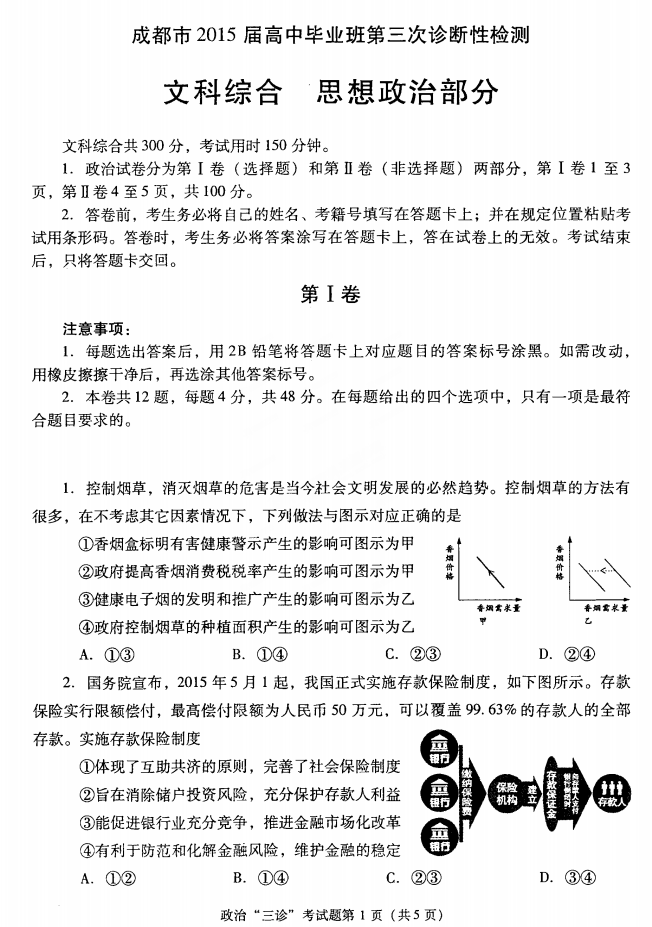 成都市 2015 届高中毕业班第三次诊断性检测
文科综合 思想政治部分
文科综合共 300 分，考试用时 150 分钟。
1. 政治试卷分为第Ⅰ卷（选择题）和第Ⅱ卷（非选择题）两部分，第Ⅰ卷 1 至 3
页，第Ⅱ卷 4 至 5 页，共 100 分。
2. 答卷前，考生务必将自己的姓名、考籍号填写在答题卡上；并在规定位置粘贴考
试用条形码。答卷时，考生务必将答案涂写在答题卡上，答在试卷上的无效。考试结束
后，只将答题卡交回。
第Ⅰ卷
注意事项：
1. 每题选出答案后，用 2B 铅笔将答题卡上对应题目的答案标号涂黑。如需改动，
用橡皮擦擦干净后，再选涂其他答案标号。
2. 本卷共 12 题，每题 4 分，共 48 分。在每题给出的四个选项中，只有一项是最符
合题目要求的。
1. 控制烟草，消灭烟草的危害是当今社会文明发展的必然趋势。控制烟草的方法有
很多，在不考虑其它因素情况下，下列做法与图示对应正确的是
①香烟盒标明有害健康警示产生的影响可图示为甲
②政府提高香烟消费税税率产生的影响可图示为甲
③健康电子烟的发明和推广产生的影响可图示为乙
④政府控制烟草的种植面积产生的影响可图示为乙
香烟价格
香烟需求量
甲
香烟价格
香烟需求量
乙
A. ①③ B. ①④ C. ②③ D. ②④
2. 国务院宣布，2015 年 5 月 1 起，我国正式实施存款保险制度，如下图所示。存款
保险实行限额偿付，最高偿付限额为人民币 50 万元，可以覆盖 99.63% 的存款人的全部
存款。实施存款保险制度
①体现了互助共济的原则，完善了社会保险制度
②旨在消除储户投资风险，充分保护存款人利益
③能促进银行业充分竞争，推进金融市场化改革
④有利于防范和化解金融风险，维护金融的稳定
银行
银行
银行
缴纳保险费
保险
机构
建立
存款保证金
存款人
A. ①② B. ①④ C. ②③ D. ③④
政治“三诊”考试题第 1 页（共 5 页）